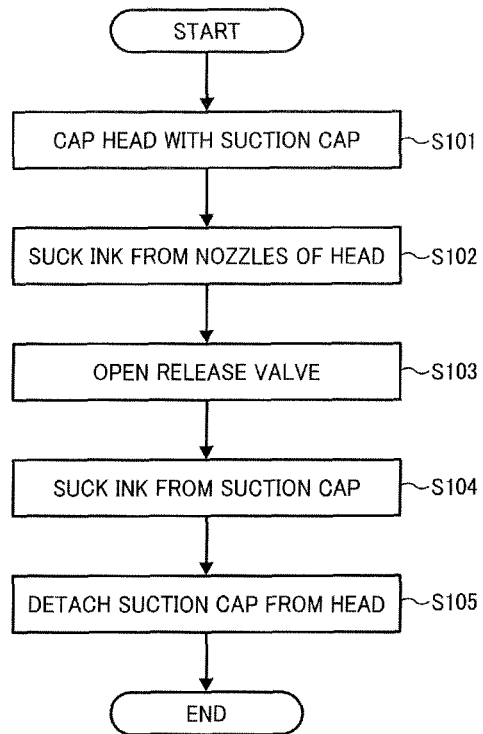 START
CAP HEAD WITH SUCTION CAP S101
SUCK INK FROM NOZZLES OF HEAD S102
OPEN RELEASE VALVE S103
SUCK INK FROM SUCTION CAP S104
DETACH SUCTION CAP FROM HEAD S105
END